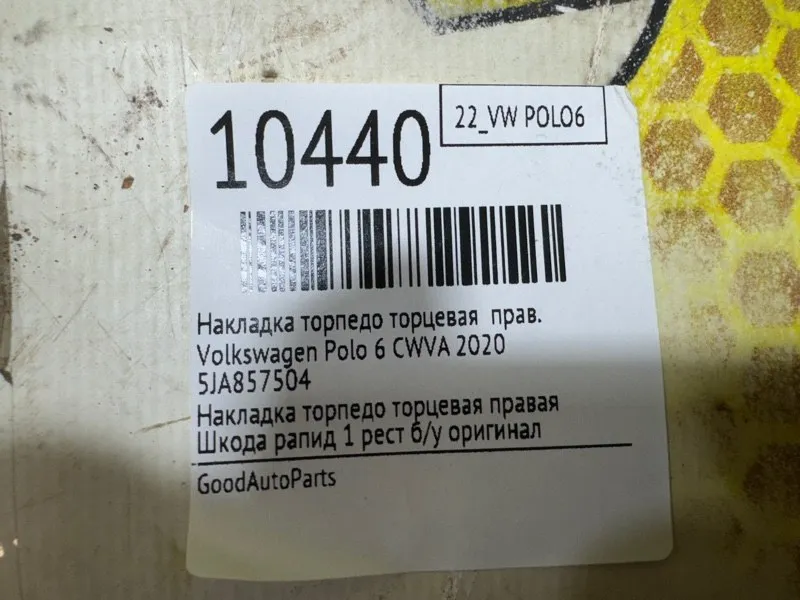 10440
22_VW POLO6
Накладка торпедо торцевая прав.
Volkswagen Polo 6 CWVA 2020
5JA857504
Накладка торпедо торцевая правая
Шкода рапид 1 рест б/у оригинал
GoodAutoParts